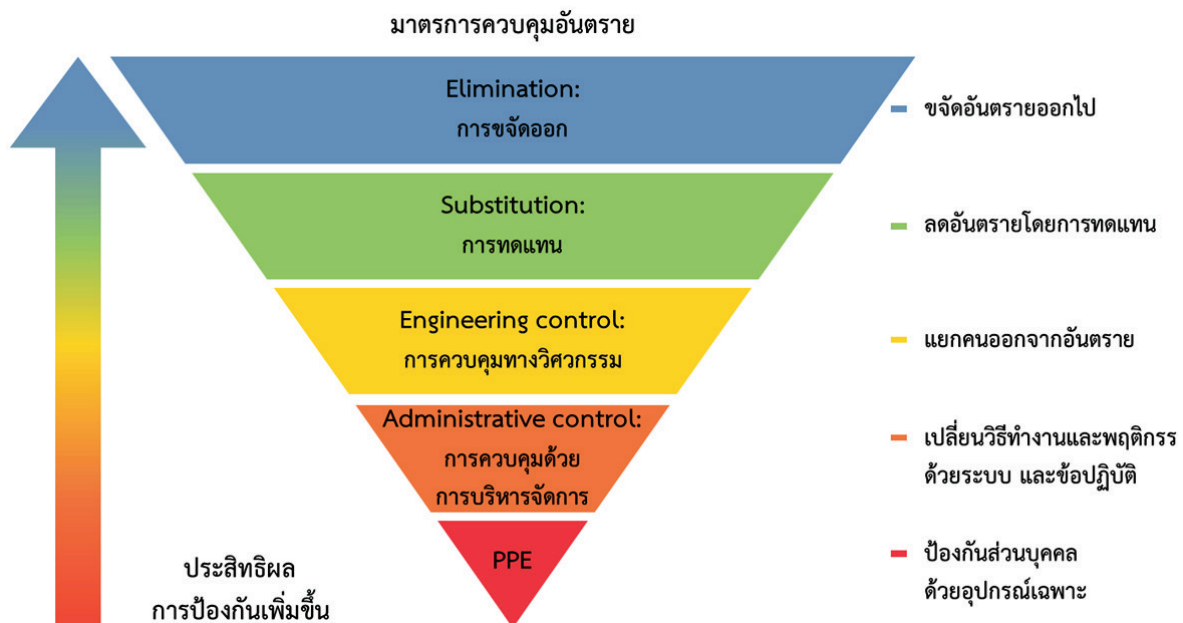 มาตรการควบคุมอันตราย
Elimination:
การขจัดออก
ขจัดอันตรายออกไป
Substitution:
การทดแทน
ลดอันตรายโดยการทดแทน
Engineering control:
การควบคุมทางวิศวกรรม
แยกคนออกจากอันตราย
Administrative control:
การควบคุมด้วย
การบริหารจัดการ
เปลี่ยนวิธีทำงานและพฤติกรร
ด้วยระบบ และข้อปฏิบัติ
PPE
ป้องกันส่วนบุคคล
ด้วยอุปกรณ์เฉพาะ
ประสิทธิผล
การป้องกันเพิ่มขึ้น